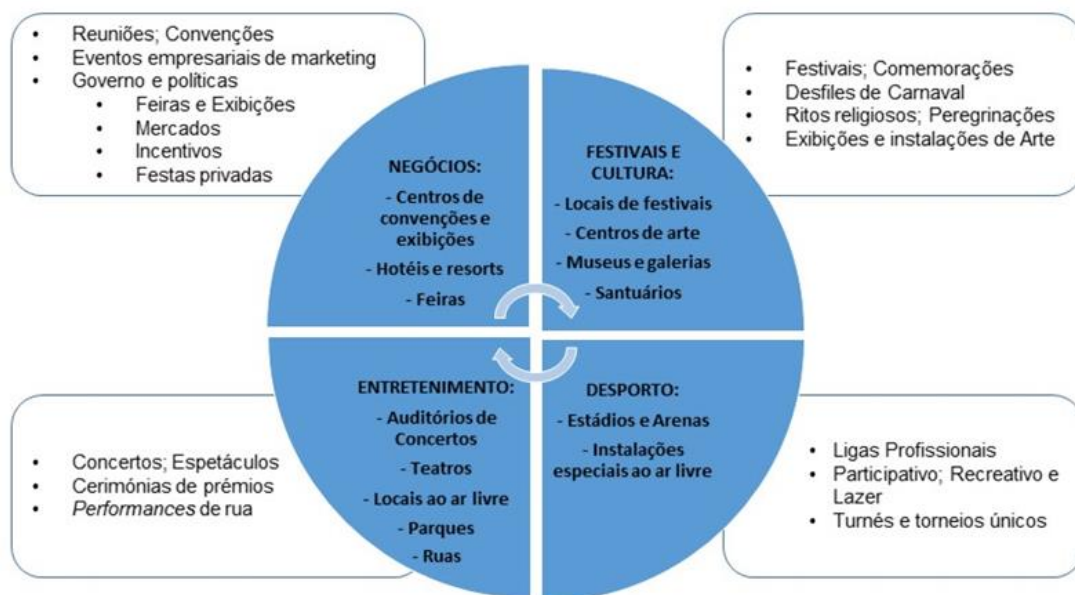 Reuniões; Convenções
Eventos empresariais de marketing
Governo e políticas
Feiras e Exibições
Mercados
Incentivos
Festas privadas
Festivais; Comemorações
Desfiles de Carnaval
Ritos religiosos; Peregrinações
Exibições e instalações de Arte
NEGÓCIOS:
- Centros de
convenções e
exibições
- Hotéis e resorts
- Feiras
FESTIVAIS E
CULTURA:
- Locais de festivais
- Centros de arte
- Museus e galerias
- Santuários
ENTRETENIMENTO:
- Auditórios de
Concertos
- Teatros
- Locais ao ar livre
- Parques
- Ruas
DESPORTO:
- Estádios e Arenas
- Instalações
especiais ao ar livre
Concertos; Espetáculos
Cerimónias de prémios
Performances de rua
Ligas Profissionais
Participativo; Recreativo e
Lazer
Turnés e torneios únicos